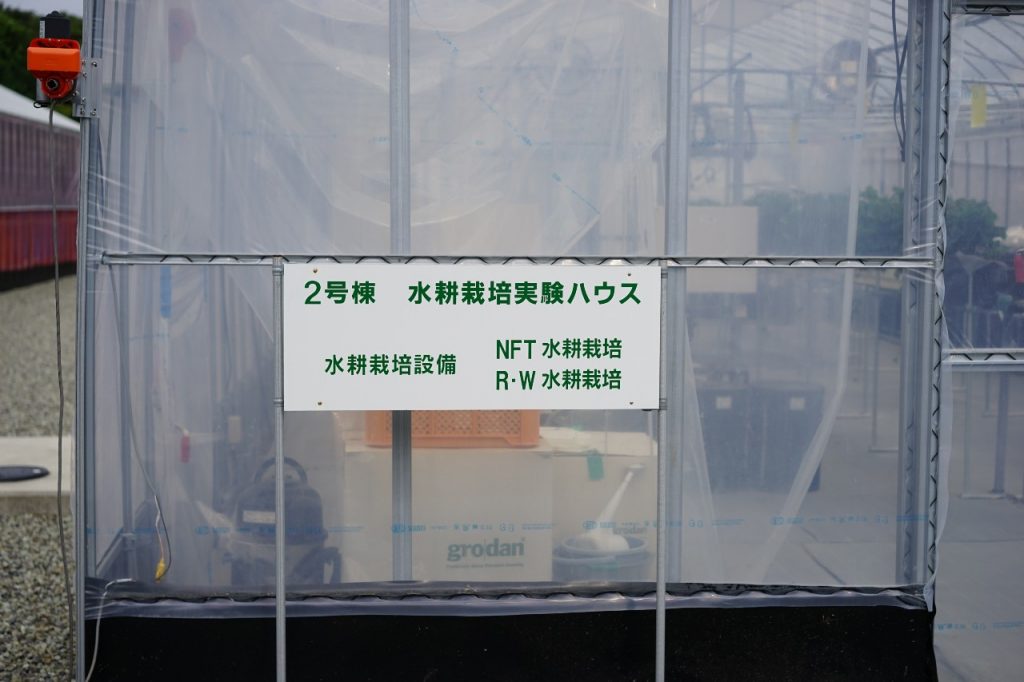 2号棟　水耕栽培実験ハウス
水耕栽培設備
NFT 水耕栽培
R・W 水耕栽培
grodan